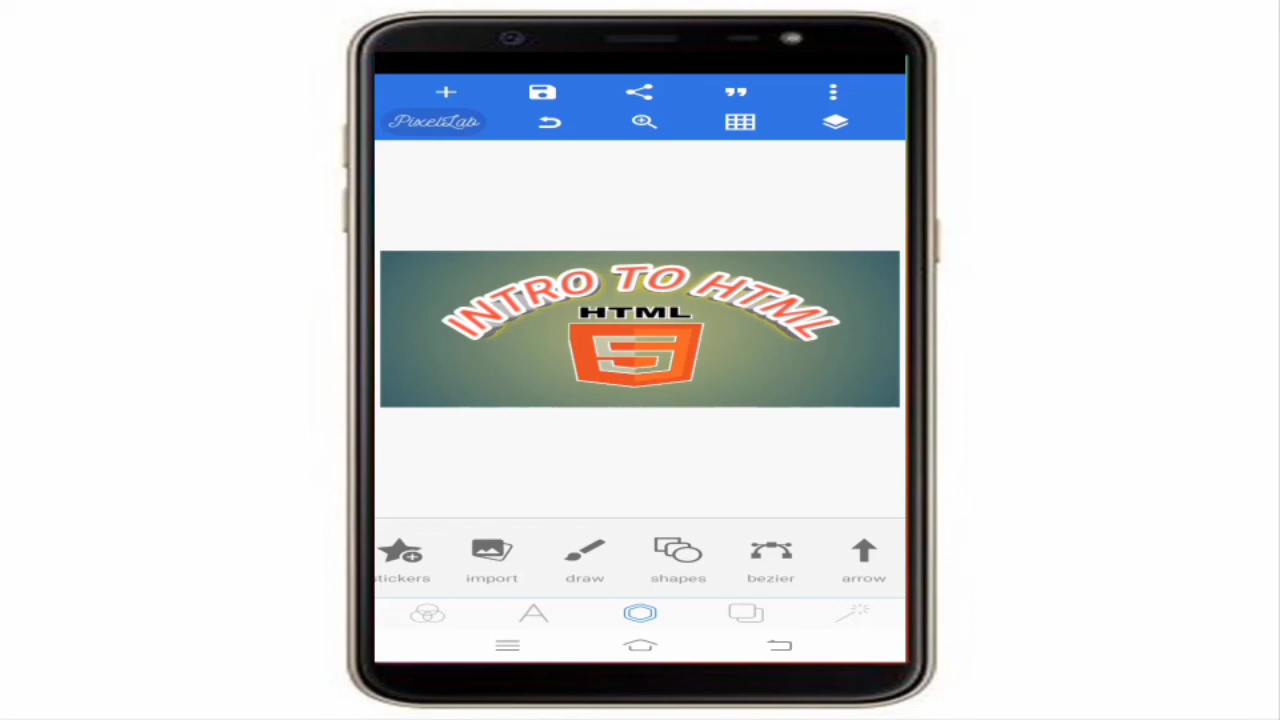 PixelLab
INTRO TO HTML
HTML
5
stickers import draw shapes bezier arrow